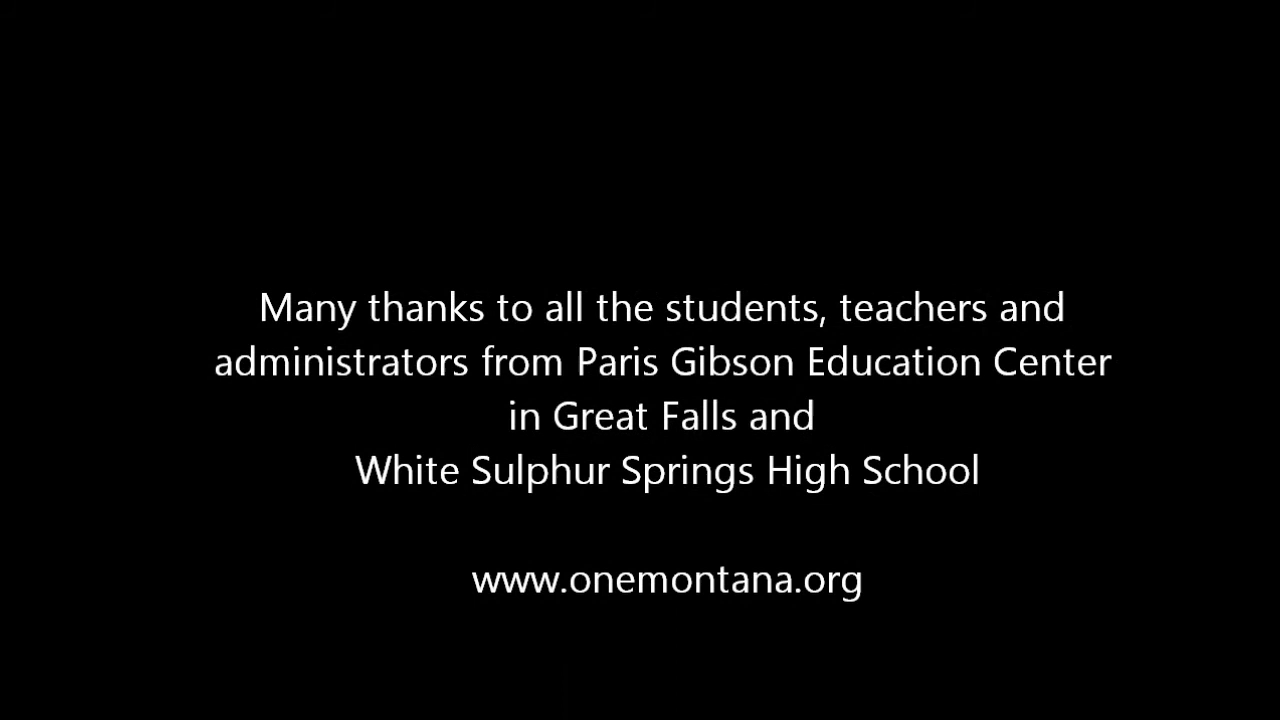 Many thanks to all the students, teachers and
administrators from Paris Gibson Education Center
in Great Falls and
White Sulphur Springs High School
www.onemontana.org